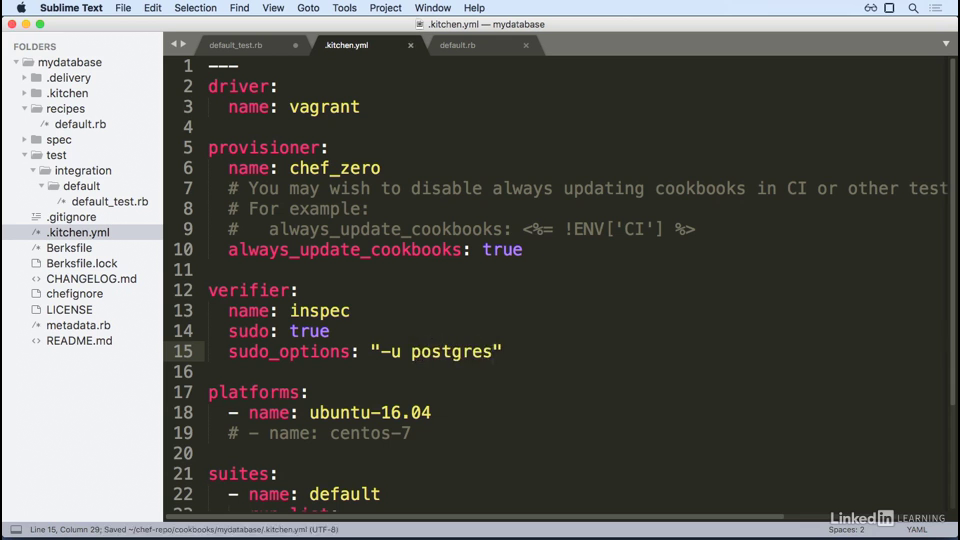 Sublime Text File Edit Selection Find View Goto Tools Project Window Help
.kitchen.yml — mydatabase
FOLDERS
mydatabase
.delivery
.kitchen
recipes
default.rb
spec
test
integration
default
default_test.rb
.gitignore
.kitchen.yml
Berksfile
Berksfile.lock
CHANGELOG.md
chefignore
LICENSE
metadata.rb
README.md
default_test.rb .kitchen.yml default.rb
1 ---
2 driver:
3 name: vagrant
4
5 provisioner:
6 name: chef_zero
7 # You may wish to disable always updating cookbooks in CI or other test
8 # For example:
9 # always_update_cookbooks: <%= !ENV['CI'] %>
10 always_update_cookbooks: true
11
12 verifier:
13 name: inspec
14 sudo: true
15 sudo_options: "-u postgres"
16
17 platforms:
18 - name: ubuntu-16.04
19 # - name: centos-7
20
21 suites:
22 - name: default
Line 15, Column 29; Saved ~/chef-repo/cookbooks/mydatabase/.kitchen.yml (UTF-8)
Spaces: 2 YAML
LinkedIn LEARNING